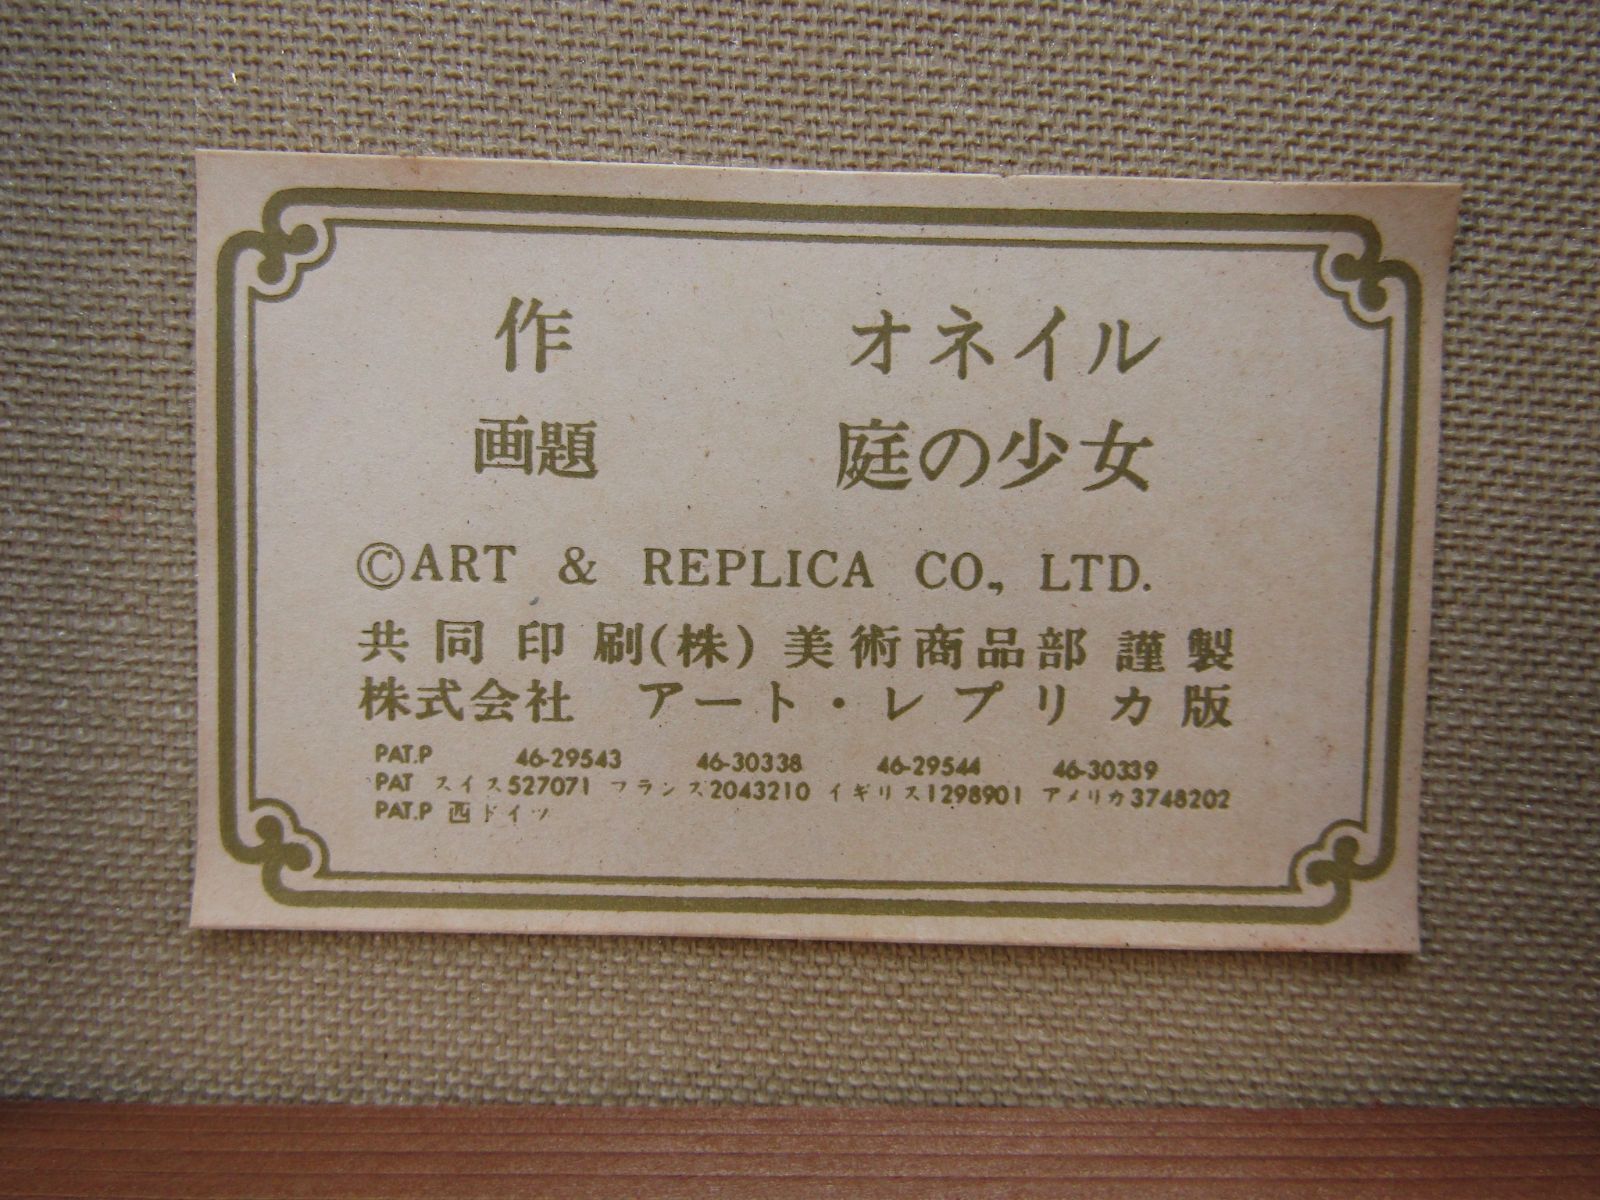 作 オネイル
画題 庭の少女
©ART & REPLICA CO., LTD.
共同印刷(株)美術商品部 謹製
株式会社 アート・レプリカ版
PAT.P 46-29543 46-30338 46-29544 46-30339
PAT スイス527071 フランス2043210 イギリス1298901 アメリカ3748202
PAT.P 西ドイツ